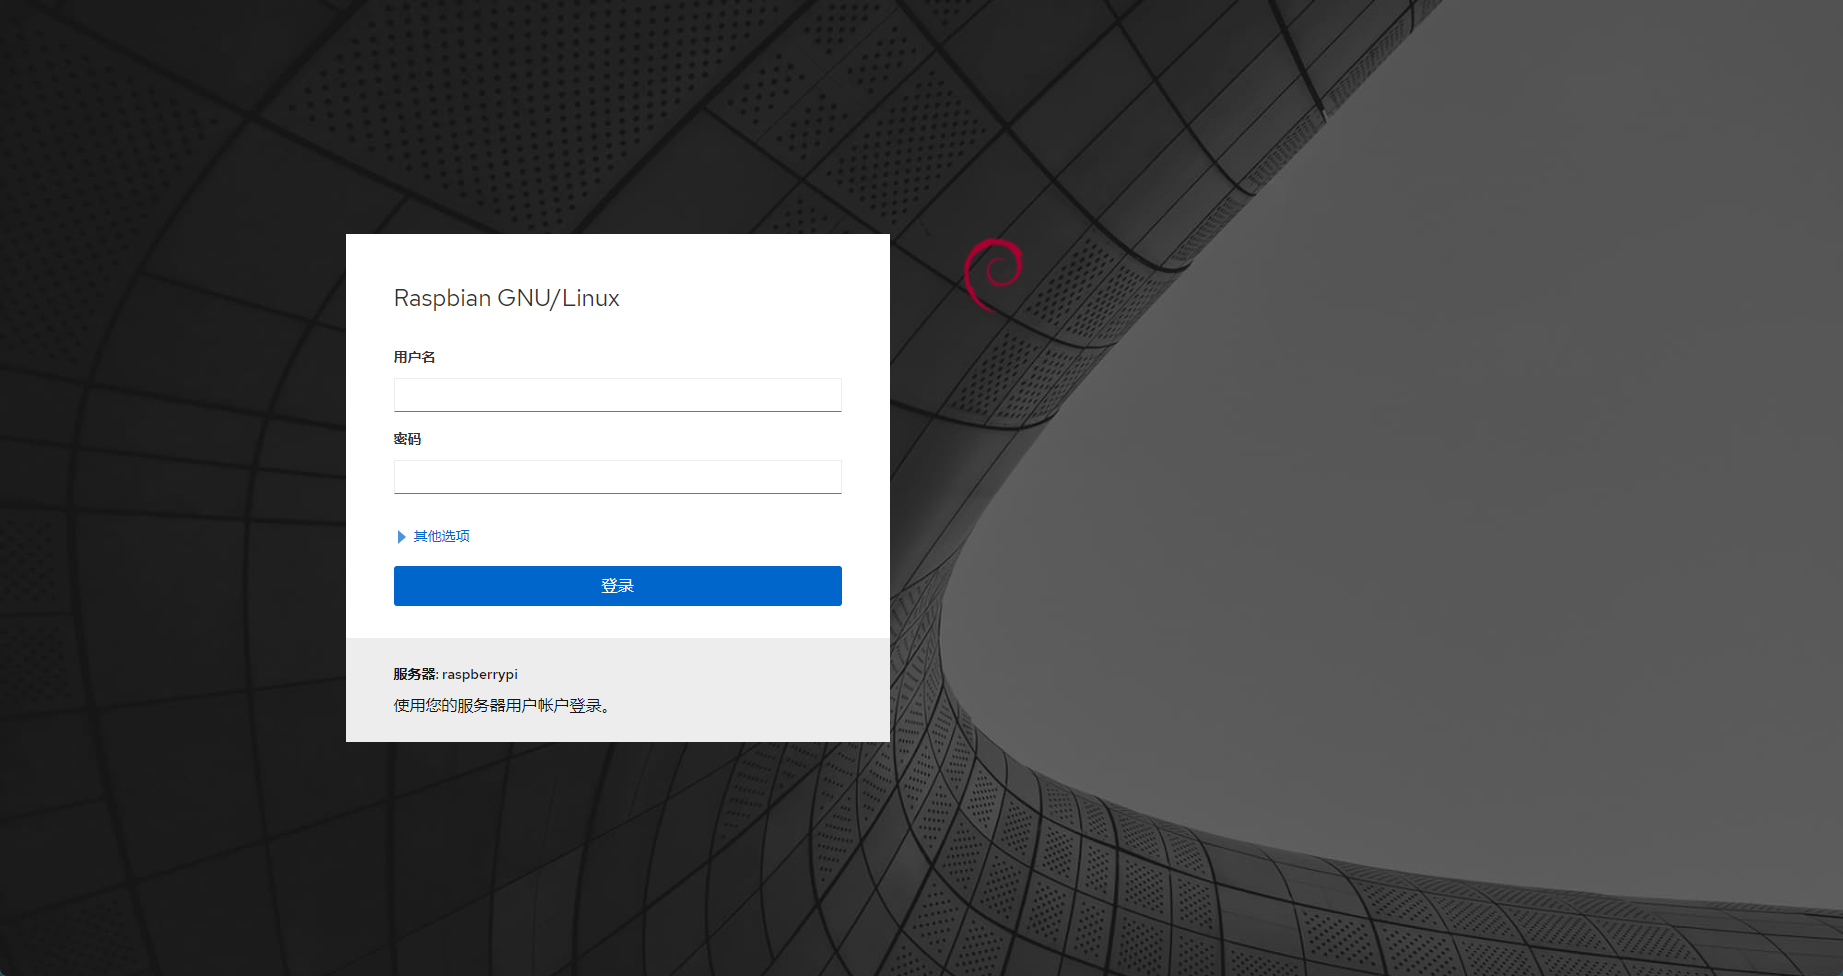 Raspbian GNU/Linux
用户名
密码
其他选项
登录
服务器: raspberrypi
使用您的服务器用户帐户登录。